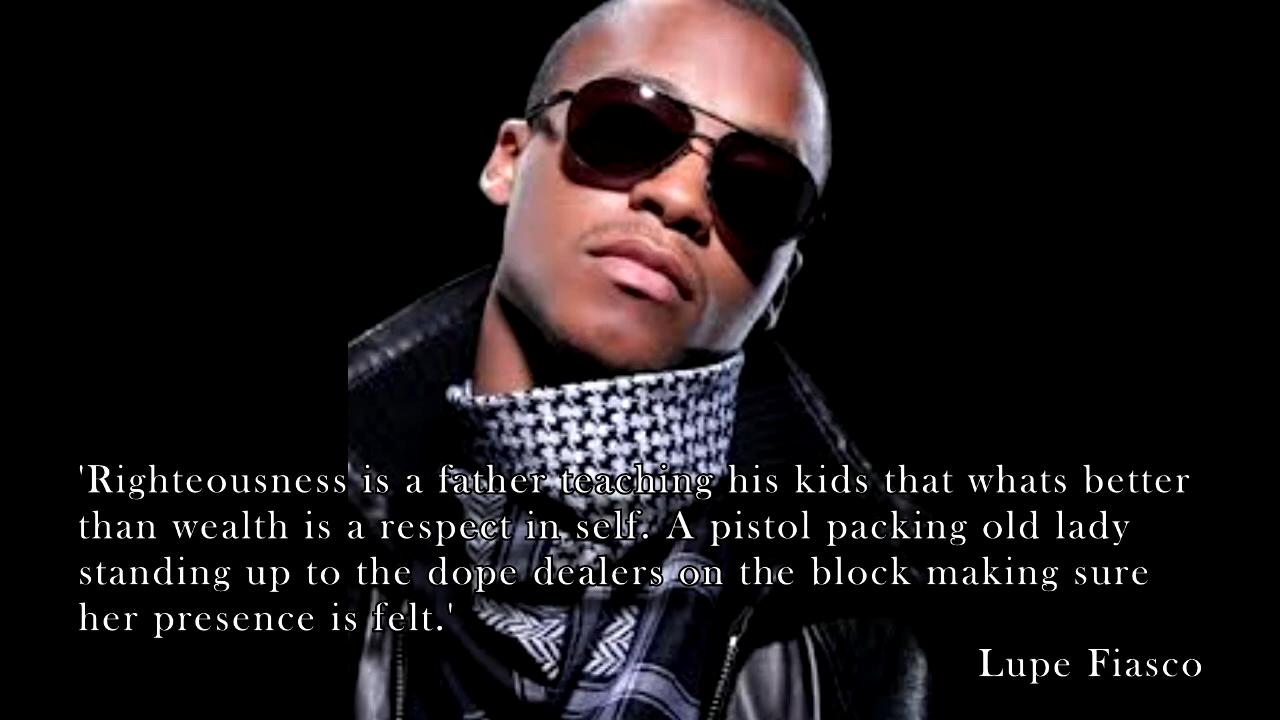 'Righteousness is a father teaching his kids that whats better
than wealth is a respect in self. A pistol packing old lady
standing up to the dope dealers on the block making sure
her presence is felt.'
Lupe Fiasco